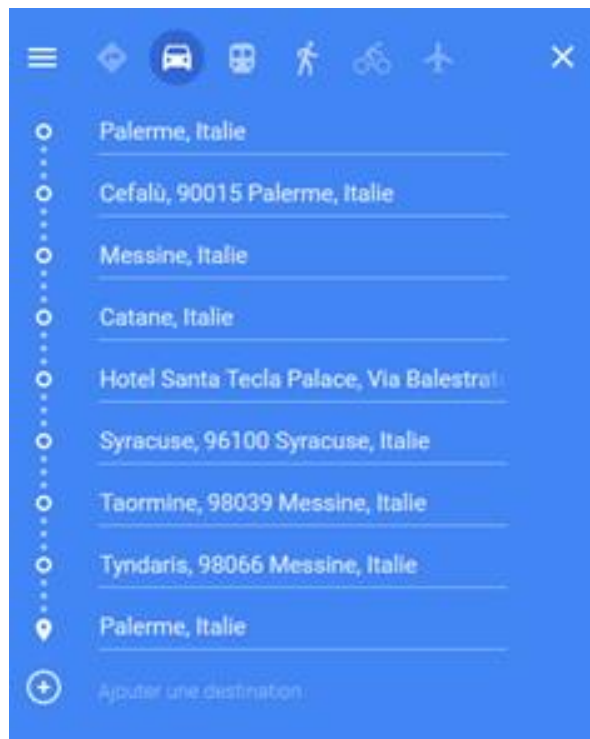 Palerme, Italie
Cefalù, 90015 Palerme, Italie
Messine, Italie
Catane, Italie
Hotel Santa Tecla Palace, Via Balestrat
Syracuse, 96100 Syracuse, Italie
Taormine, 98039 Messine, Italie
Tyndaris, 98066 Messine, Italie
Palerme, Italie
Ajouter une destination